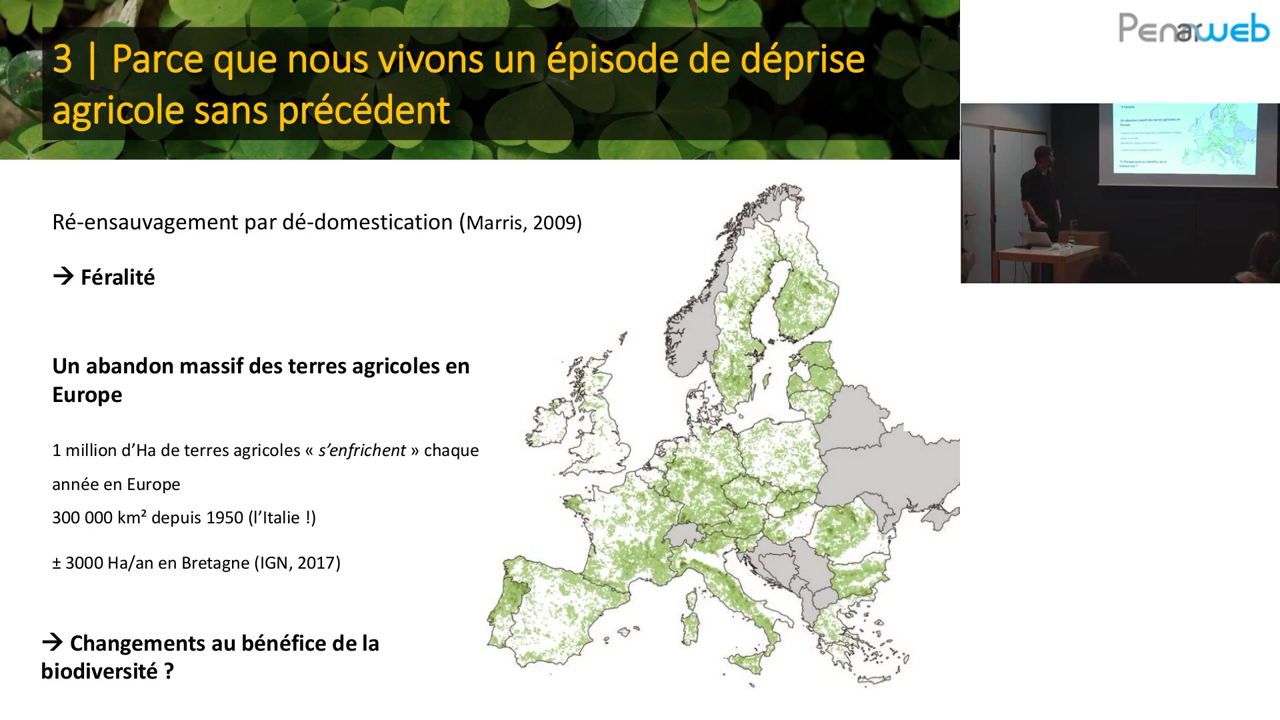 3 | Parce que nous vivons un épisode de déprise
agricole sans précédent
Penarweb
Ré-ensauvagement par dé-domestication (Marris, 2009)
→ Féralité
Un abandon massif des terres agricoles en
Europe
1 million d’Ha de terres agricoles « s’enfrichent » chaque
année en Europe
300 000 km² depuis 1950 (l’Italie !)
± 3000 Ha/an en Bretagne (IGN, 2017)
→ Changements au bénéfice de la
biodiversité ?